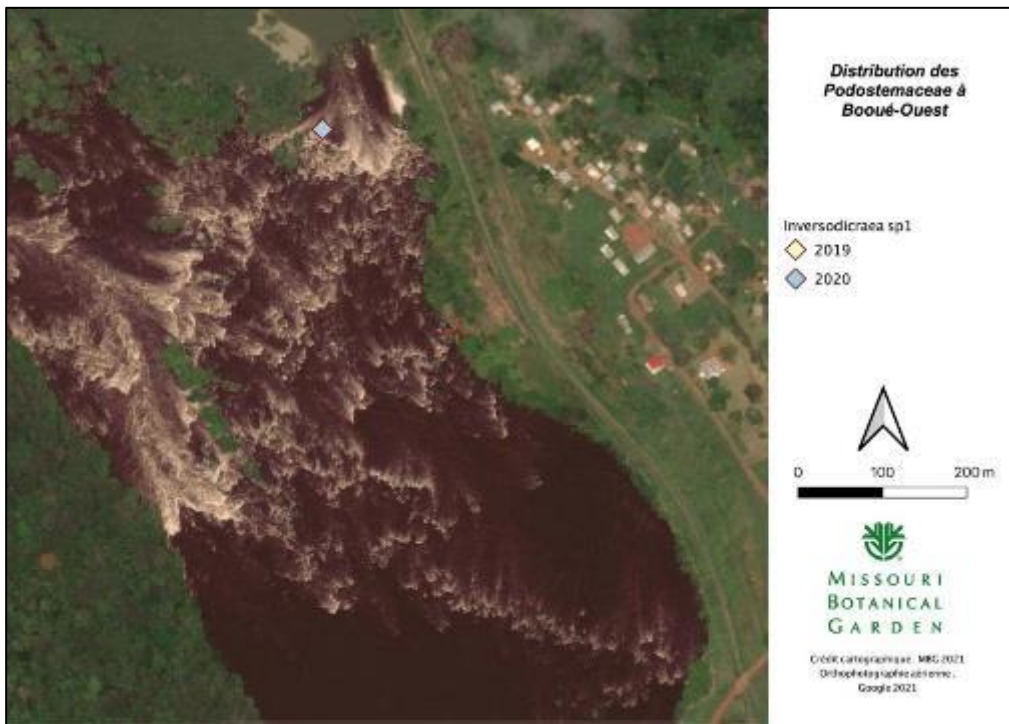 Distribution des
Podostemaceae à
Booué-Ouest
Inversodicraea sp1
2019
2020
0 100 200 m
MISSOURI
BOTANICAL
GARDEN
Crédit cartographique : MBG 2021
Orthophotographie aérienne :
Google 2021